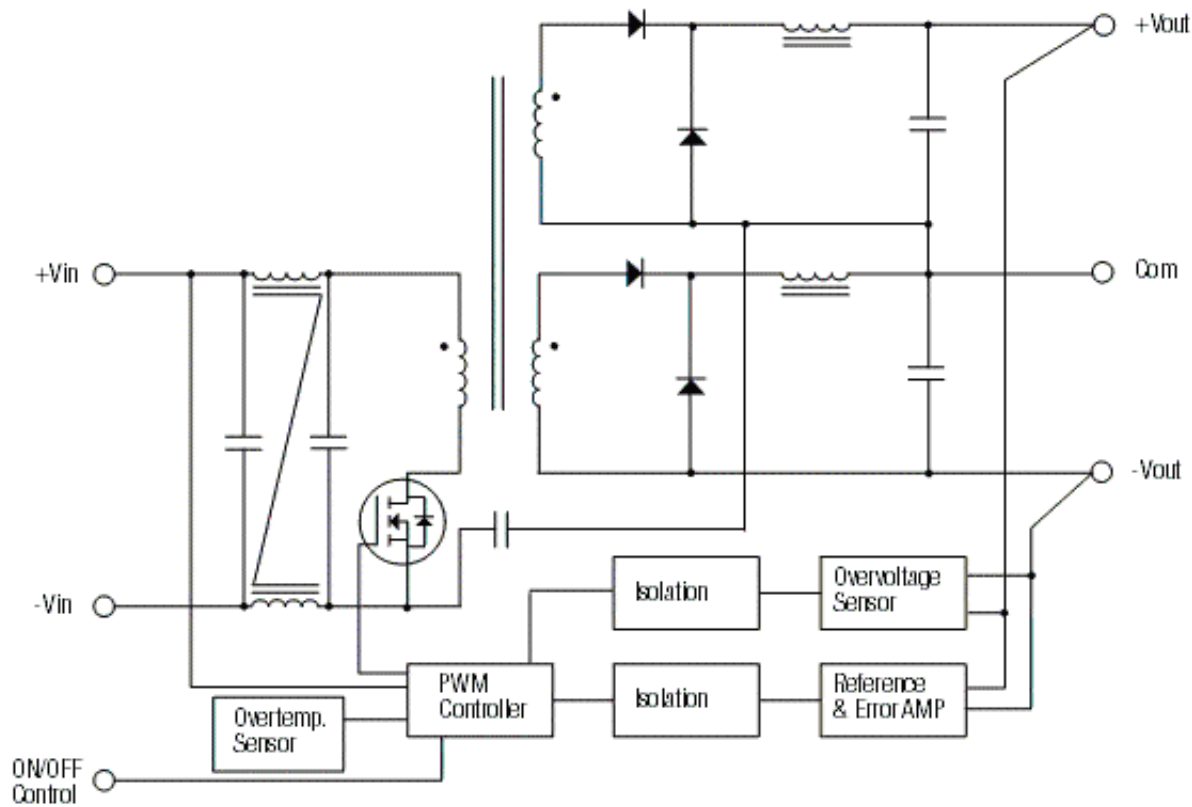 +Vout
+Vin
Com
-Vout
-Vin
Isolation
Overvoltage
Sensor
PWM
Controller
Isolation
Reference
& Error AMP
Overtemp.
Sensor
ON/OFF
Control